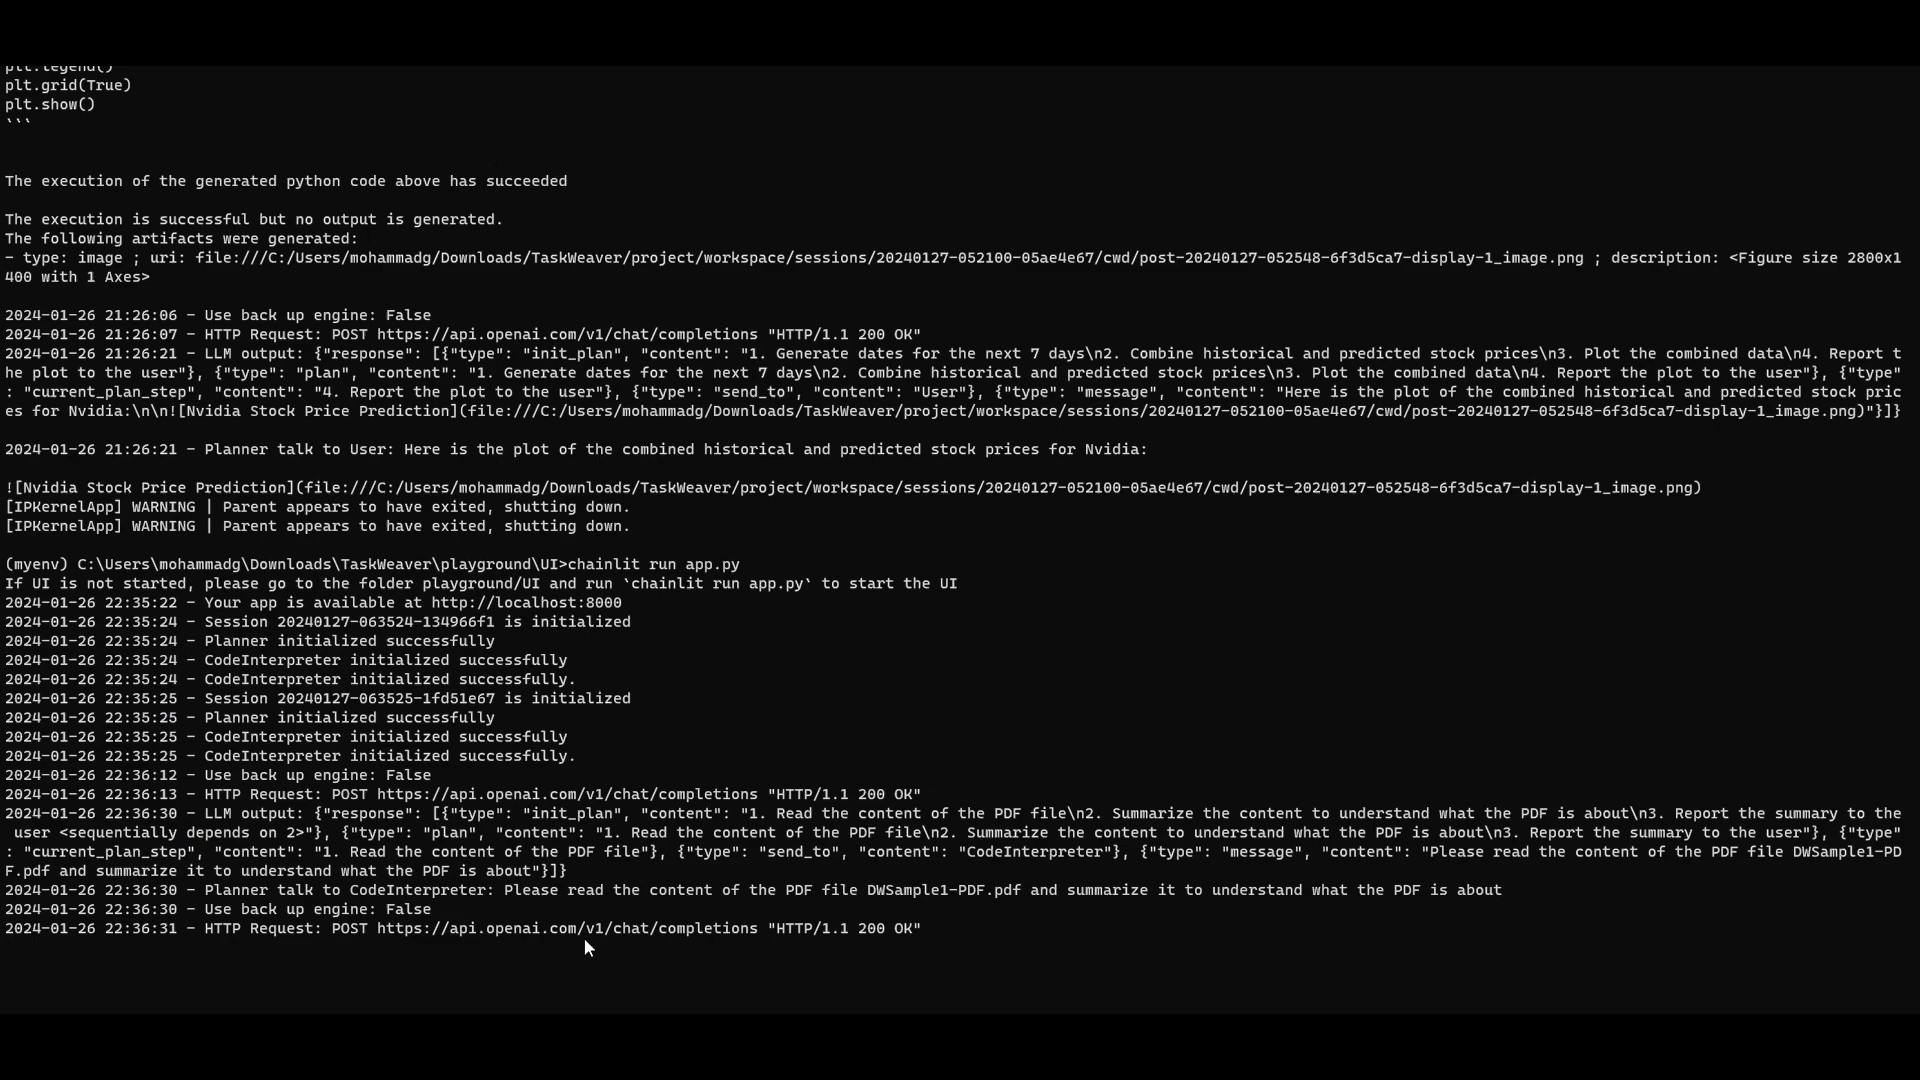 plt.legend()
plt.grid(True)
plt.show()
```
The execution of the generated python code above has succeeded
The execution is successful but no output is generated.
The following artifacts were generated:
- type: image ; uri: file:///C:/Users/mohammadg/Downloads/TaskWeaver/project/workspace/sessions/20240127-052100-05ae4e67/cwd/post-20240127-052548-6f3d5ca7-display-1_image.png ; description: <Figure size 2800x1
400 with 1 Axes>
2024-01-26 21:26:06 - Use back up engine: False
2024-01-26 21:26:07 - HTTP Request: POST https://api.openai.com/v1/chat/completions "HTTP/1.1 200 OK"
2024-01-26 21:26:21 - LLM output: {"response": [{"type": "init_plan", "content": "1. Generate dates for the next 7 days\n2. Combine historical and predicted stock prices\n3. Plot the combined data\n4. Report t
he plot to the user"}, {"type": "plan", "content": "1. Generate dates for the next 7 days\n2. Combine historical and predicted stock prices\n3. Plot the combined data\n4. Report the plot to the user"}, {"type"
: "current_plan_step", "content": "4. Report the plot to the user"}, {"type": "send_to", "content": "User"}, {"type": "message", "content": "Here is the plot of the combined historical and predicted stock pric
es for Nvidia:\n\n![Nvidia Stock Price Prediction](file:///C:/Users/mohammadg/Downloads/TaskWeaver/project/workspace/sessions/20240127-052100-05ae4e67/cwd/post-20240127-052548-6f3d5ca7-display-1_image.png)"}]}
2024-01-26 21:26:21 - Planner talk to User: Here is the plot of the combined historical and predicted stock prices for Nvidia:
![Nvidia Stock Price Prediction](file:///C:/Users/mohammadg/Downloads/TaskWeaver/project/workspace/sessions/20240127-052100-05ae4e67/cwd/post-20240127-052548-6f3d5ca7-display-1_image.png)
[IPKernelApp] WARNING | Parent appears to have exited, shutting down.
[IPKernelApp] WARNING | Parent appears to have exited, shutting down.
(myenv) C:\Users\mohammadg\Downloads\TaskWeaver\playground\UI>chainlit run app.py
If UI is not started, please go to the folder playground/UI and run `chainlit run app.py` to start the UI
2024-01-26 22:35:22 - Your app is available at http://localhost:8000
2024-01-26 22:35:24 - Session 20240127-063524-134966f1 is initialized
2024-01-26 22:35:24 - Planner initialized successfully
2024-01-26 22:35:24 - CodeInterpreter initialized successfully
2024-01-26 22:35:24 - CodeInterpreter initialized successfully.
2024-01-26 22:35:25 - Session 20240127-063525-1fd51e67 is initialized
2024-01-26 22:35:25 - Planner initialized successfully
2024-01-26 22:35:25 - CodeInterpreter initialized successfully
2024-01-26 22:35:25 - CodeInterpreter initialized successfully.
2024-01-26 22:36:12 - Use back up engine: False
2024-01-26 22:36:13 - HTTP Request: POST https://api.openai.com/v1/chat/completions "HTTP/1.1 200 OK"
2024-01-26 22:36:30 - LLM output: {"response": [{"type": "init_plan", "content": "1. Read the content of the PDF file\n2. Summarize the content to understand what the PDF is about\n3. Report the summary to the
user <sequentially depends on 2>"}, {"type": "plan", "content": "1. Read the content of the PDF file\n2. Summarize the content to understand what the PDF is about\n3. Report the summary to the user"}, {"type"
: "current_plan_step", "content": "1. Read the content of the PDF file"}, {"type": "send_to", "content": "CodeInterpreter"}, {"type": "message", "content": "Please read the content of the PDF file DWSample1-PD
F.pdf and summarize it to understand what the PDF is about"}]}
2024-01-26 22:36:30 - Planner talk to CodeInterpreter: Please read the content of the PDF file DWSample1-PDF.pdf and summarize it to understand what the PDF is about
2024-01-26 22:36:30 - Use back up engine: False
2024-01-26 22:36:31 - HTTP Request: POST https://api.openai.com/v1/chat/completions "HTTP/1.1 200 OK"